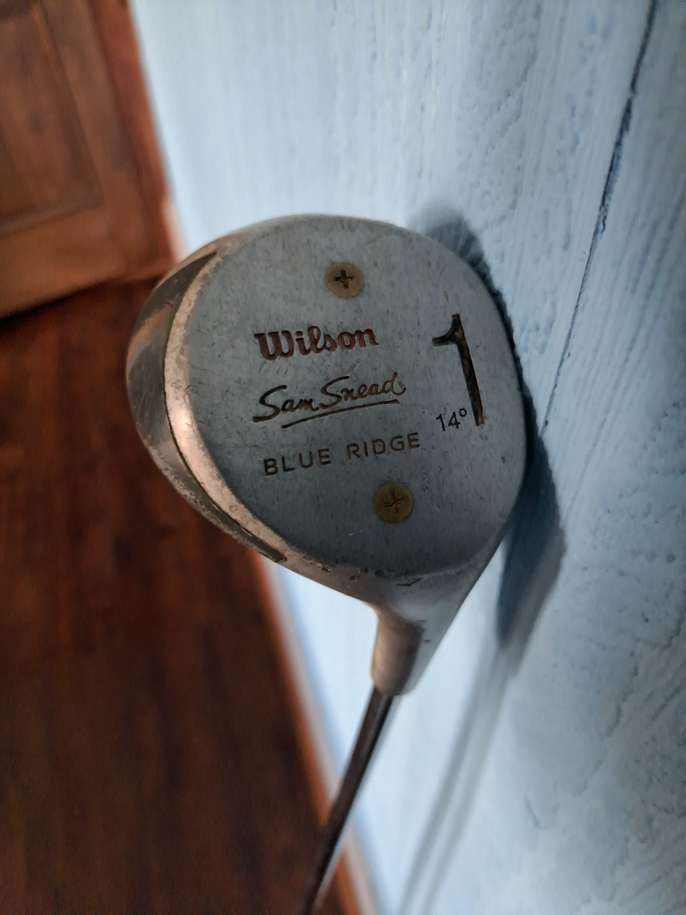 Wilson
Sam Snead
BLUE RIDGE
1
14°